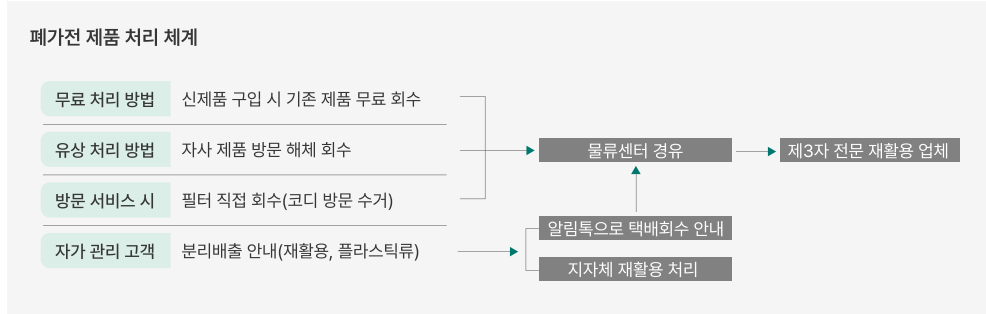 폐가전 제품 처리 체계
무료 처리 방법 신제품 구입 시 기존 제품 무료 회수
유상 처리 방법 자사 제품 방문 해체 회수
방문 서비스 시 필터 직접 회수(코디 방문 수거)
자가 관리 고객 분리배출 안내(재활용, 플라스틱류)
물류센터 경유
제3자 전문 재활용 업체
알림톡으로 택배회수 안내
지자체 재활용 처리